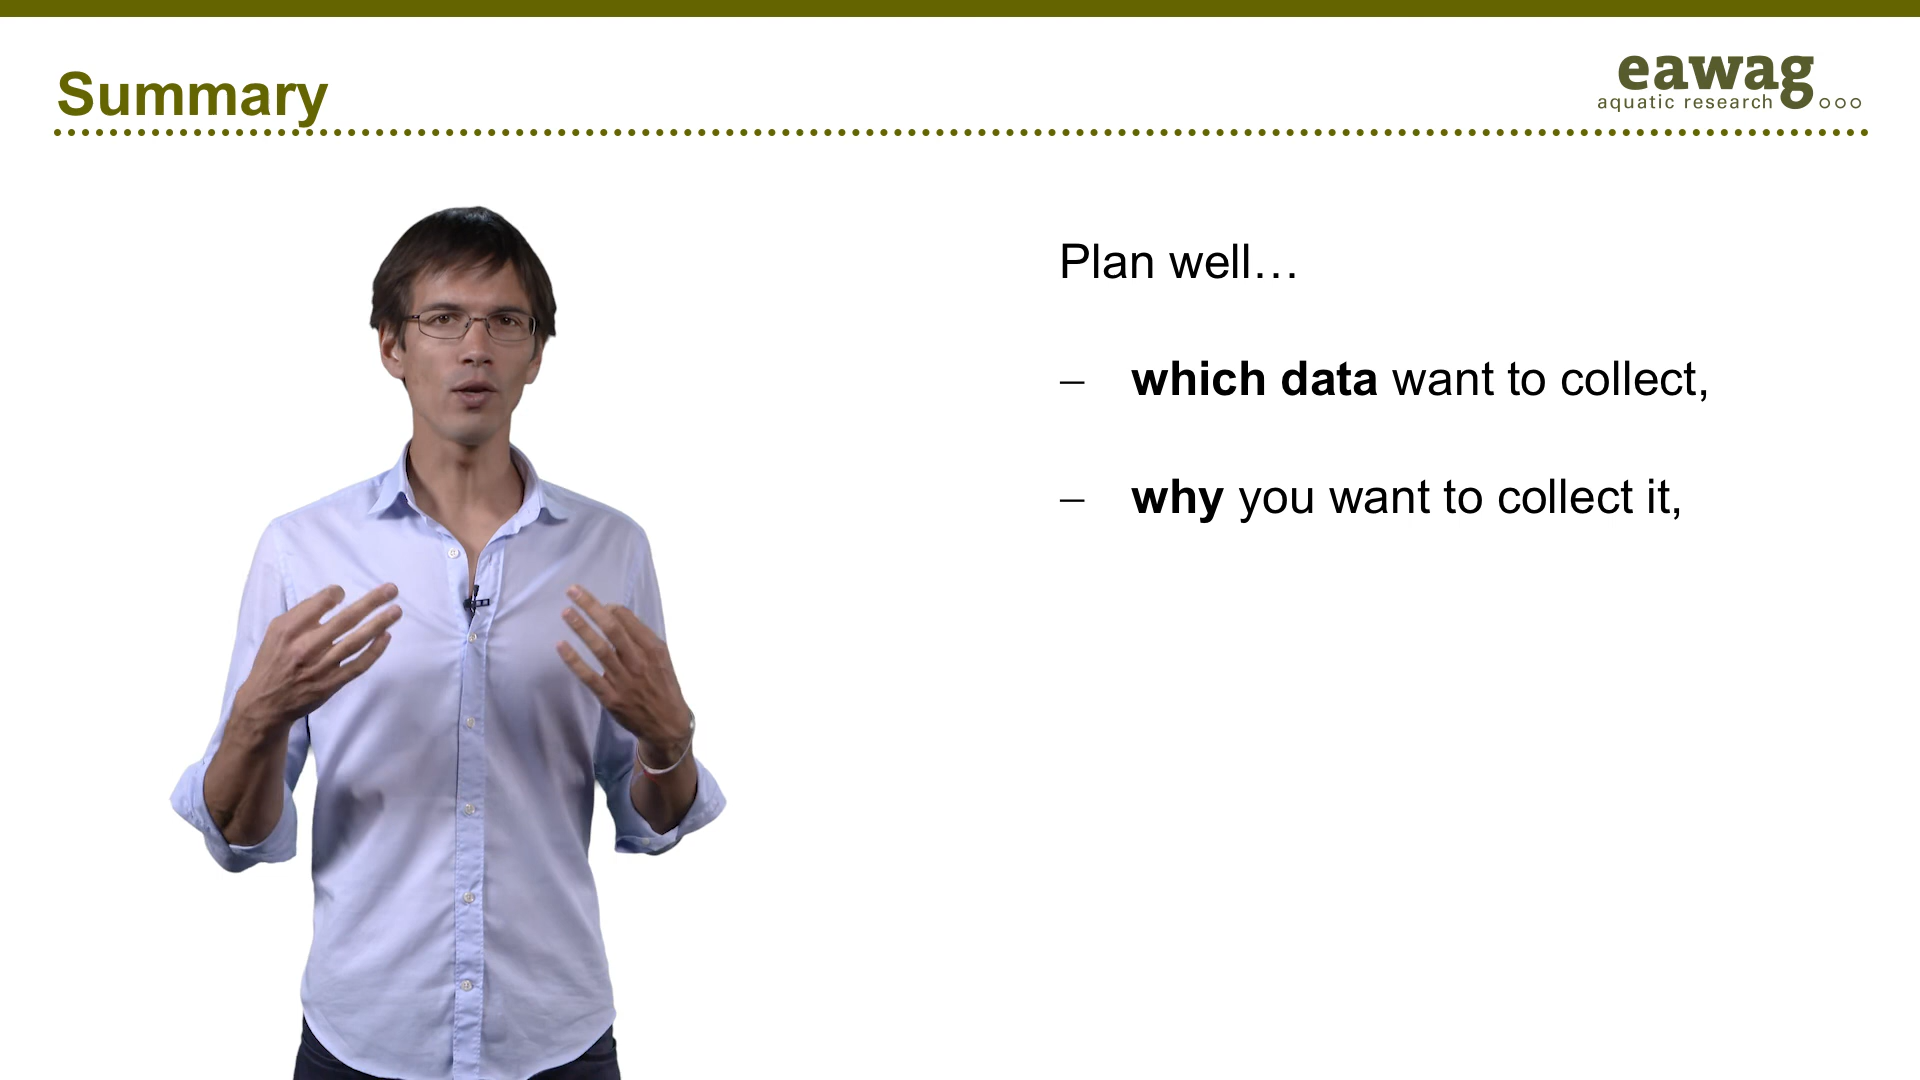 Summary
eawag
aquatic research
Plan well…
– which data want to collect,
– why you want to collect it,